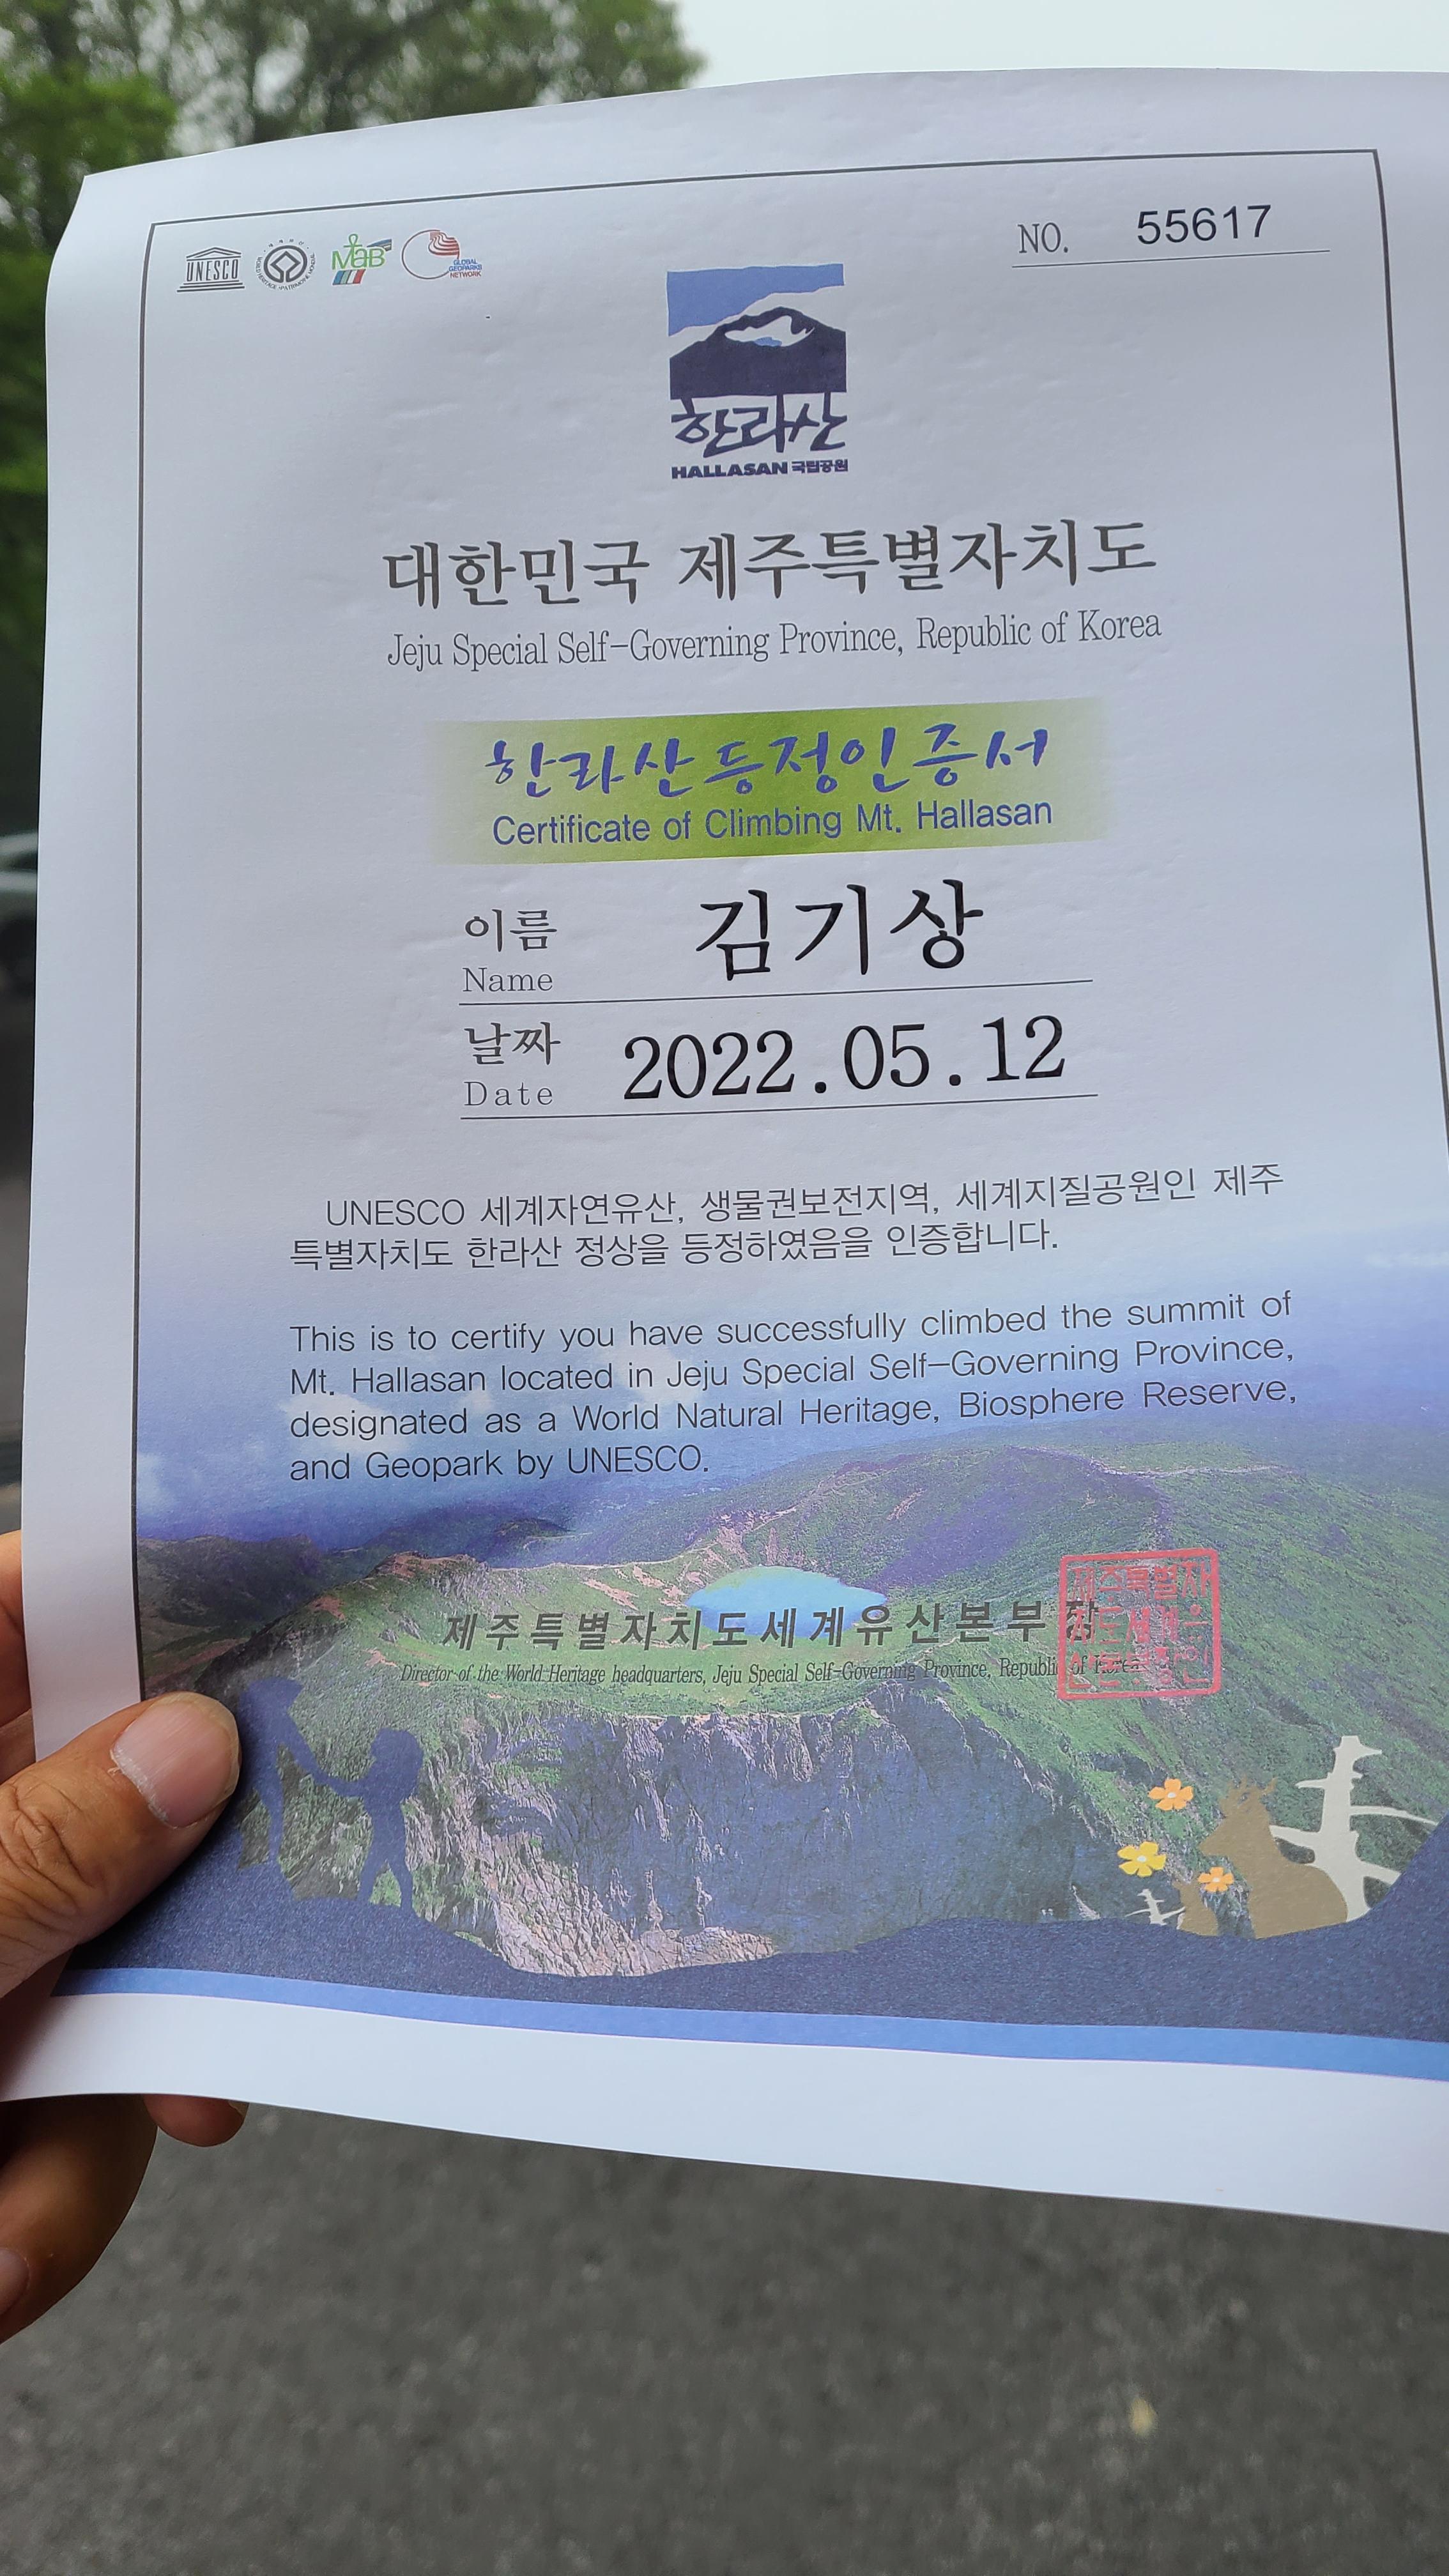 UNESCO
MaB
GLOBAL
GEOPARKS
NETWORK
NO. 55617
한라산
HALLASAN 국립공원
대한민국 제주특별자치도
Jeju Special Self-Governing Province, Republic of Korea
한라산등정인증서
Certificate of Climbing Mt. Hallasan
이름 김기상
Name
날짜 2022.05.12
Date
UNESCO 세계자연유산, 생물권보전지역, 세계지질공원인 제주
특별자치도 한라산 정상을 등정하였음을 인증합니다.
This is to certify you have successfully climbed the summit of
Mt. Hallasan located in Jeju Special Self-Governing Province,
designated as a World Natural Heritage, Biosphere Reserve,
and Geopark by UNESCO.
제주특별자치도세계유산본부장
Director of the World Heritage headquarters, Jeju Special Self-Governing Province, Republic of Korea